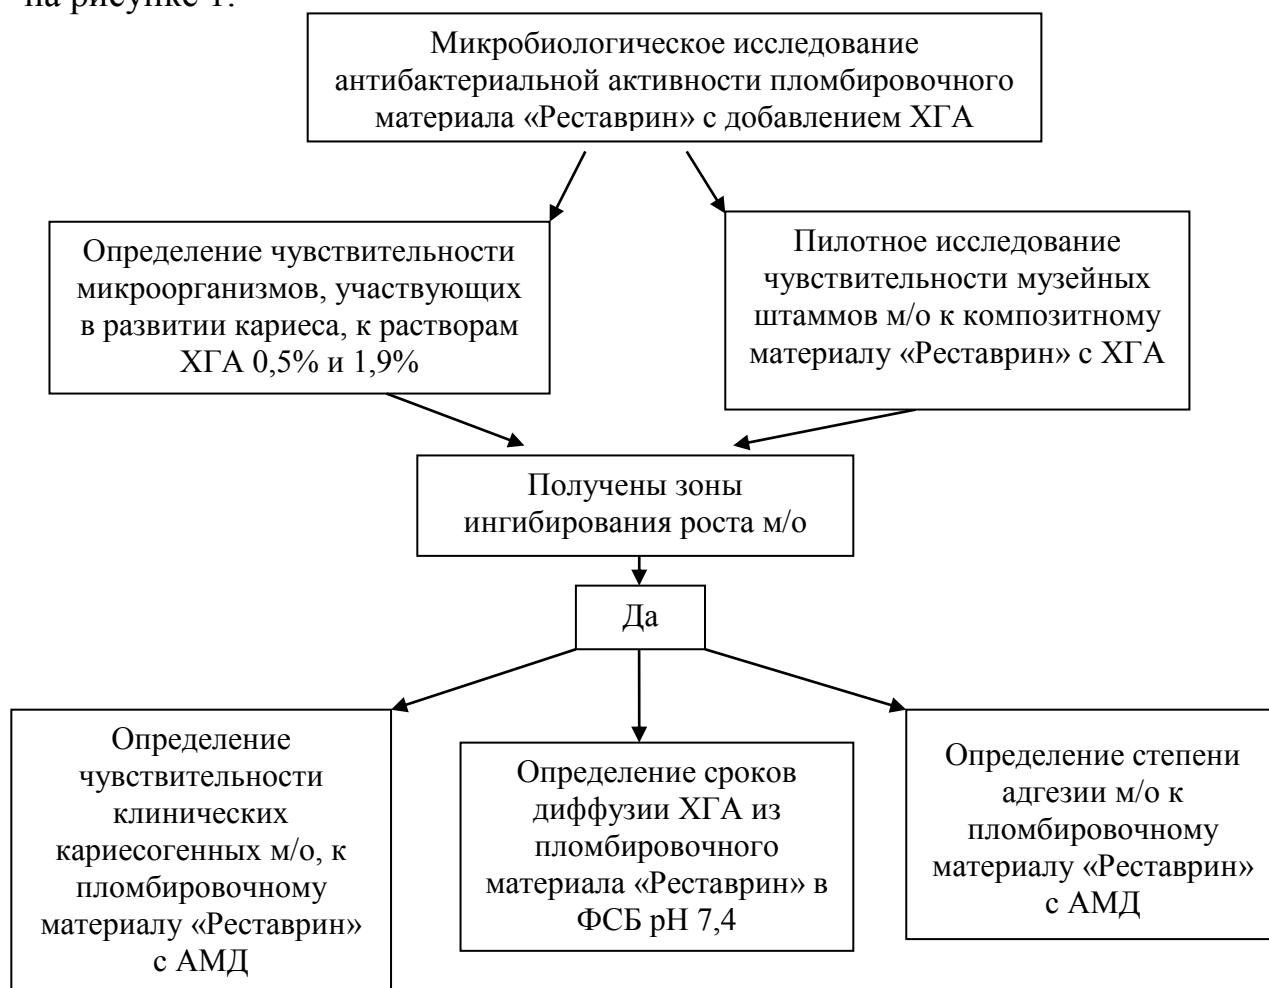 на рисунке 1.
Микробиологическое исследование
антибактериальной активности пломбировочного
материала «Реставрин» с добавлением ХГА
Определение чувствительности
микроорганизмов, участвующих
в развитии кариеса, к растворам
ХГА 0,5% и 1,9%
Пилотное исследование
чувствительности музейных
штаммов м/о к композитному
материалу «Реставрин» с ХГА
Получены зоны
ингибирования роста м/о
Да
Определение
чувствительности
клинических
кариесогенных м/о, к
пломбировочному
материалу «Реставрин»
с АМД
Определение сроков
диффузии ХГА из
пломбировочного
материала «Реставрин» в
ФСБ pH 7,4
Определение степени
адгезии м/о к
пломбировочному
материалу «Реставрин»
с АМД